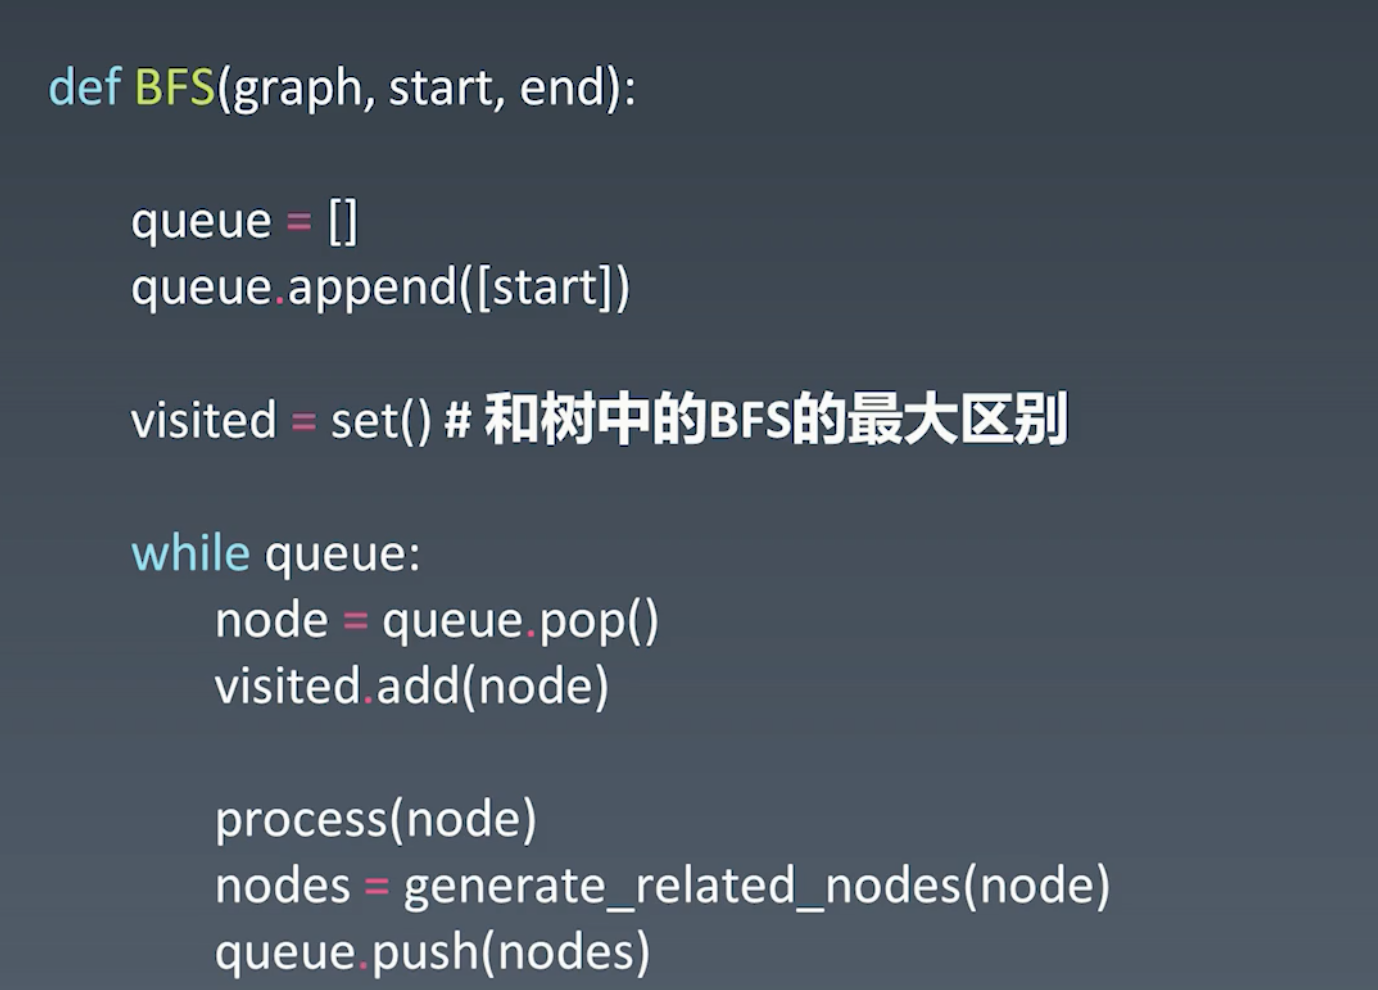 def BFS(graph, start, end):
queue = []
queue.append([start])
visited = set() # 和树中的BFS的最大区别
while queue:
node = queue.pop()
visited.add(node)
process(node)
nodes = generate_related_nodes(node)
queue.push(nodes)